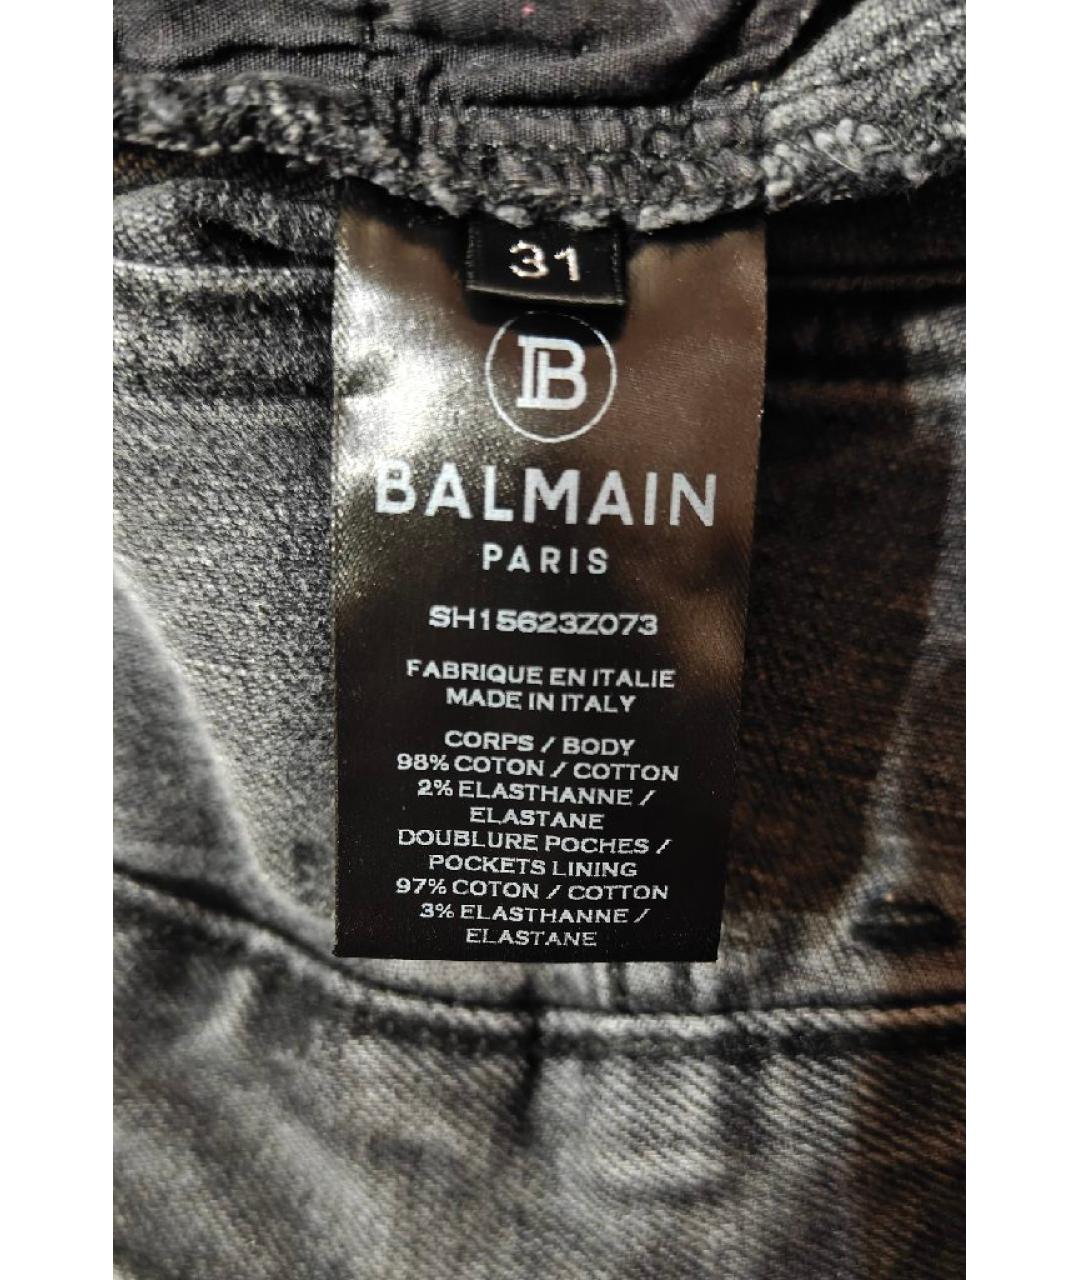 31
B
BALMAIN
PARIS
SH15623Z073
FABRIQUE EN ITALIE
MADE IN ITALY
CORPS / BODY
98% COTON / COTTON
2% ELASTHANNE /
ELASTANE
DOUBLURE POCHES /
POCKETS LINING
97% COTON / COTTON
3% ELASTHANNE /
ELASTANE